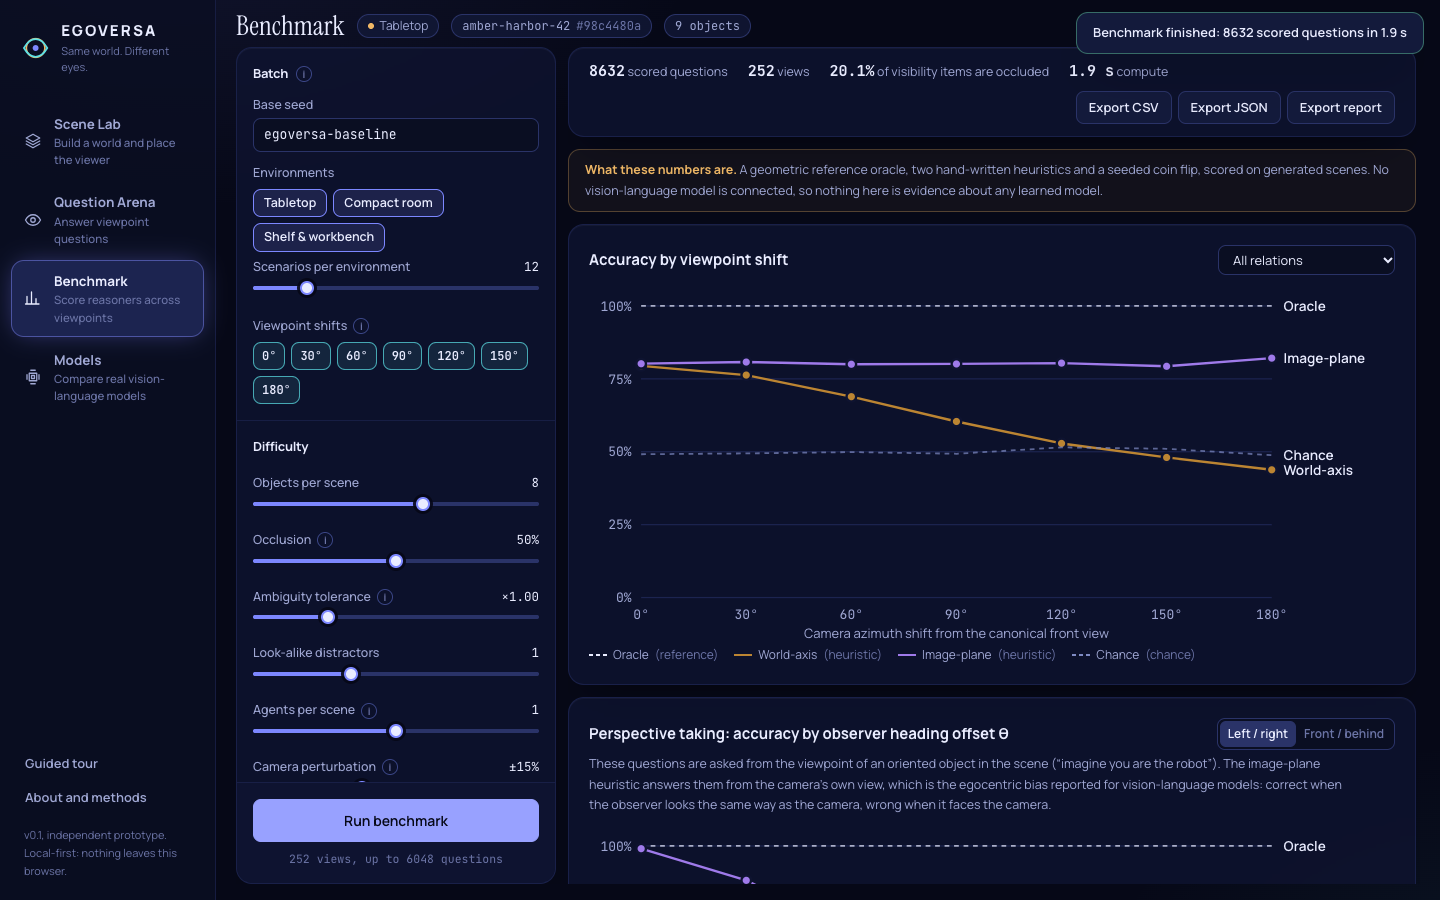 EGOVERSA
Same world. Different
eyes.
Scene Lab
Build a world and place
the viewer
Question Arena
Answer viewpoint
questions
Benchmark
Score reasoners across
viewpoints
Models
Compare real vision-
language models
Guided tour
About and methods
v0.1, independent prototype.
Local-first: nothing leaves this
browser.
Benchmark
Tabletop
amber-harbor-42 #98c4480a
9 objects
Benchmark finished: 8632 scored questions in 1.9 s
Batch i
Base seed
egoversa-baseline
Environments
Tabletop
Compact room
Shelf & workbench
Scenarios per environment 12
Viewpoint shifts i
0° 30° 60° 90° 120° 150°
180°
Difficulty
Objects per scene 8
Occlusion i 50%
Ambiguity tolerance i ×1.00
Look-alike distractors 1
Agents per scene i 1
Camera perturbation i ±15%
Run benchmark
252 views, up to 6048 questions
8632 scored questions 252 views 20.1% of visibility items are occluded 1.9 s compute
Export CSV Export JSON Export report
What these numbers are. A geometric reference oracle, two hand-written heuristics and a seeded coin flip, scored on generated scenes. No
vision-language model is connected, so nothing here is evidence about any learned model.
Accuracy by viewpoint shift
All relations
100%
75%
50%
25%
0%
Oracle
Image-plane
Chance
World-axis
0° 30° 60° 90° 120° 150° 180°
Camera azimuth shift from the canonical front view
Oracle (reference) World-axis (heuristic) Image-plane (heuristic) Chance (chance)
Perspective taking: accuracy by observer heading offset Θ
Left / right Front / behind
These questions are asked from the viewpoint of an oriented object in the scene (“imagine you are the robot”). The image-plane
heuristic answers them from the camera’s own view, which is the egocentric bias reported for vision-language models: correct when
the observer looks the same way as the camera, wrong when it faces the camera.
100%
Oracle